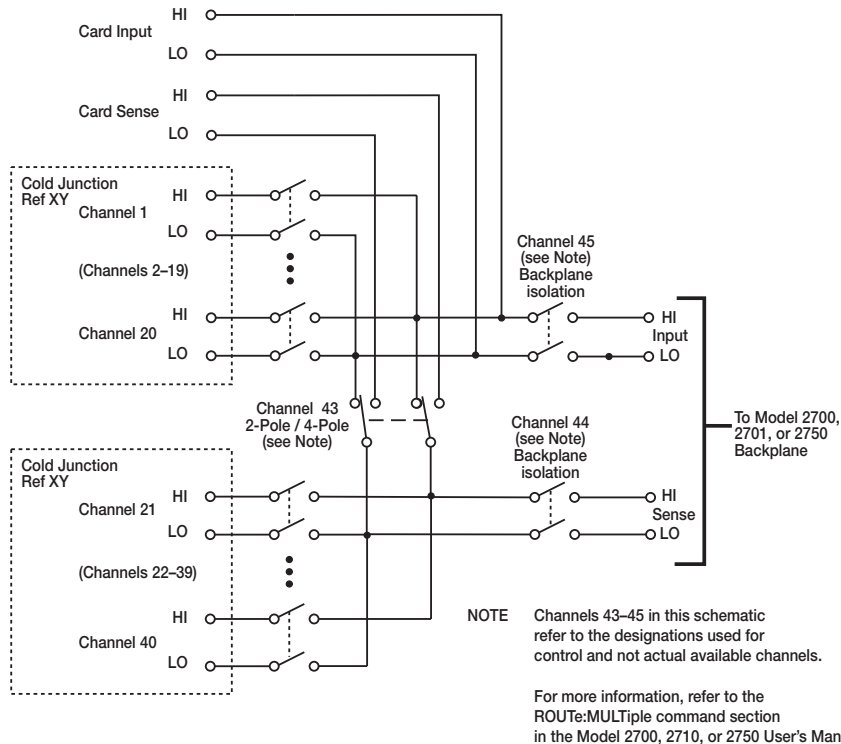 HI
Card Input
LO
HI
Card Sense
LO
Cold Junction
Ref XY
HI
Channel 1
LO
(Channels 2–19)
HI
Channel 20
LO
Channel 45
(see Note)
Backplane
isolation
HI
Input
LO
Channel 43
2-Pole / 4-Pole
(see Note)
Channel 44
(see Note)
Backplane
isolation
To Model 2700,
2701, or 2750
Backplane
Cold Junction
Ref XY
HI
Channel 21
LO
(Channels 22–39)
HI
Channel 40
LO
HI
Sense
LO
NOTE Channels 43–45 in this schematic
refer to the designations used for
control and not actual available channels.
For more information, refer to the
ROUTe:MULTiple command section
in the Model 2700, 2710, or 2750 User's Man